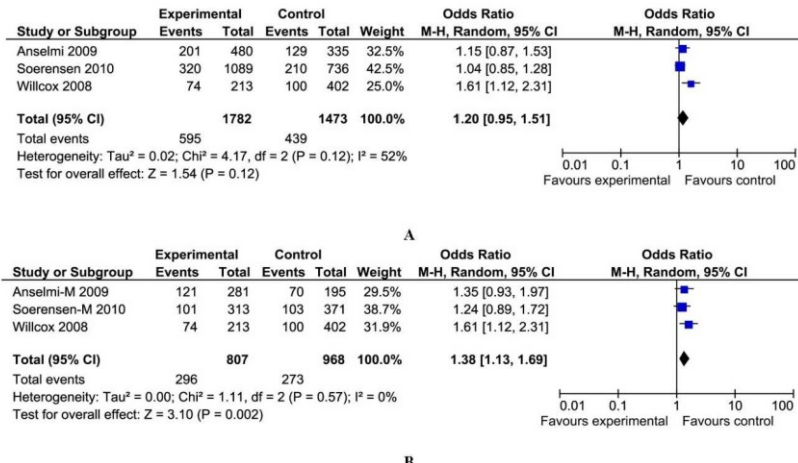 Experimental Control Odds Ratio Odds Ratio
Study or Subgroup Events Total Events Total Weight M-H, Random, 95% CI M-H, Random, 95% CI
Anselmi 2009 201 480 129 335 32.5% 1.15 [0.87, 1.53]
Soerensen 2010 320 1089 210 736 42.5% 1.04 [0.85, 1.28]
Willcox 2008 74 213 100 402 25.0% 1.61 [1.12, 2.31]
Total (95% CI) 1782 1473 100.0% 1.20 [0.95, 1.51]
Total events 595 439
Heterogeneity: Tau² = 0.02; Chi² = 4.17, df = 2 (P = 0.12); I² = 52%
Test for overall effect: Z = 1.54 (P = 0.12)
0.01 0.1 1 10 100
Favours experimental Favours control
A
Experimental Control Odds Ratio Odds Ratio
Study or Subgroup Events Total Events Total Weight M-H, Random, 95% CI M-H, Random, 95% CI
Anselmi-M 2009 121 281 70 195 29.5% 1.35 [0.93, 1.97]
Soerensen-M 2010 101 313 103 371 38.7% 1.24 [0.89, 1.72]
Willcox 2008 74 213 100 402 31.9% 1.61 [1.12, 2.31]
Total (95% CI) 807 968 100.0% 1.38 [1.13, 1.69]
Total events 296 273
Heterogeneity: Tau² = 0.00; Chi² = 1.11, df = 2 (P = 0.57); I² = 0%
Test for overall effect: Z = 3.10 (P = 0.002)
0.01 0.1 1 10 100
Favours experimental Favours control
B